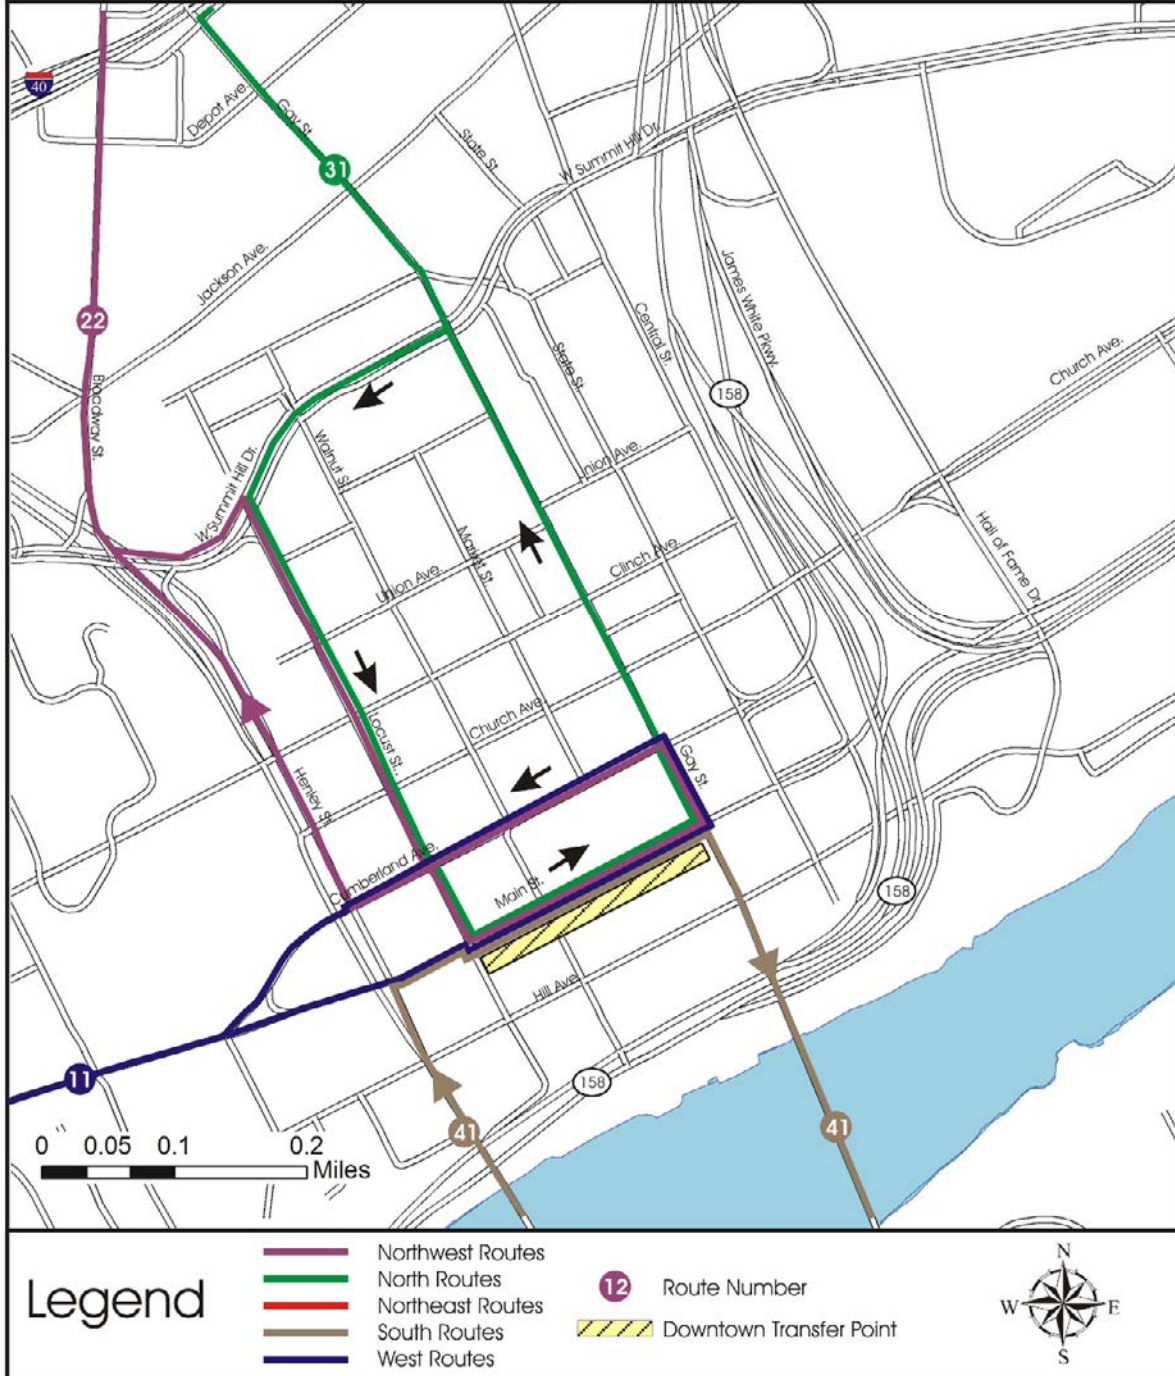 40
Depot Ave.
Gay St.
State St.
W Summit Hill Dr.
31
Jackson Ave.
22
James White Pkwy.
Central St.
State St.
Church Ave.
158
Broadway St.
Walnut St.
W Summit Hill Dr.
Union Ave.
Market St.
Hall of Fame Dr.
Clinch Ave.
Union Ave.
Locust St.
Church Ave.
Gay St.
Henley St.
Cumberland Ave.
Main St.
158
Hill Ave.
11
158
41
41
0 0.05 0.1 0.2
Miles
Legend
Northwest Routes
North Routes
Northeast Routes
South Routes
West Routes
12 Route Number
Downtown Transfer Point
N
W E
S